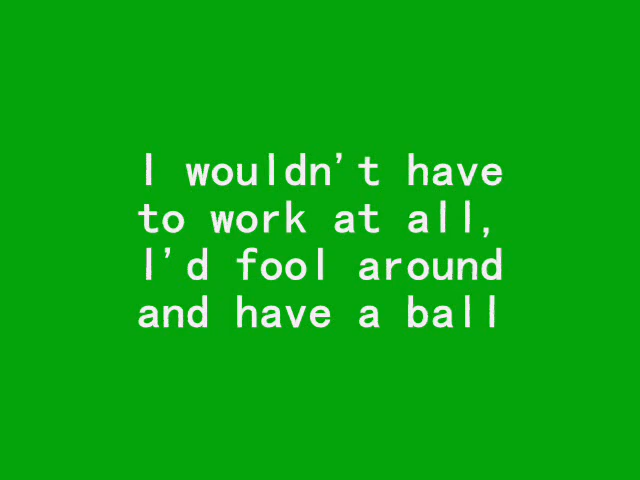 I wouldn't have
to work at all,
I'd fool around
and have a ball